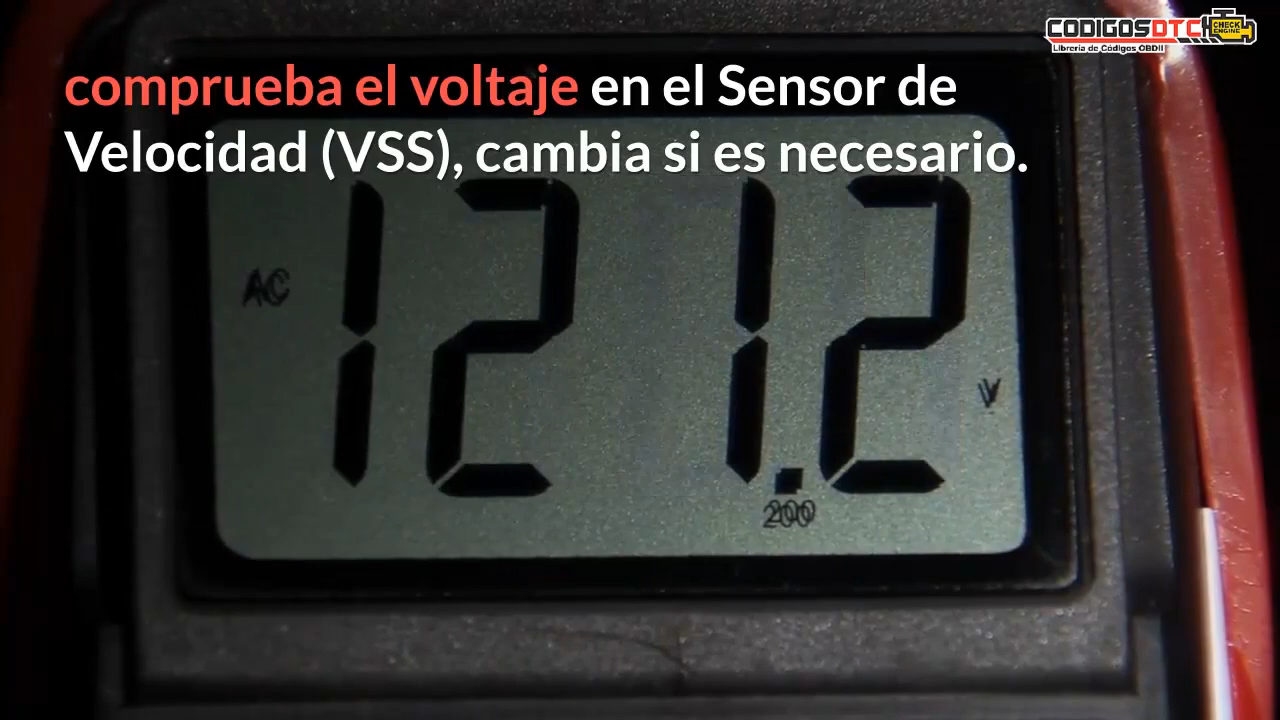 CODIGOSDTC
CHECK
ENGINE
Libreria de Códigos OBDII
comprueba el voltaje en el Sensor de
Velocidad (VSS), cambia si es necesario.
AC
121.2
V
200